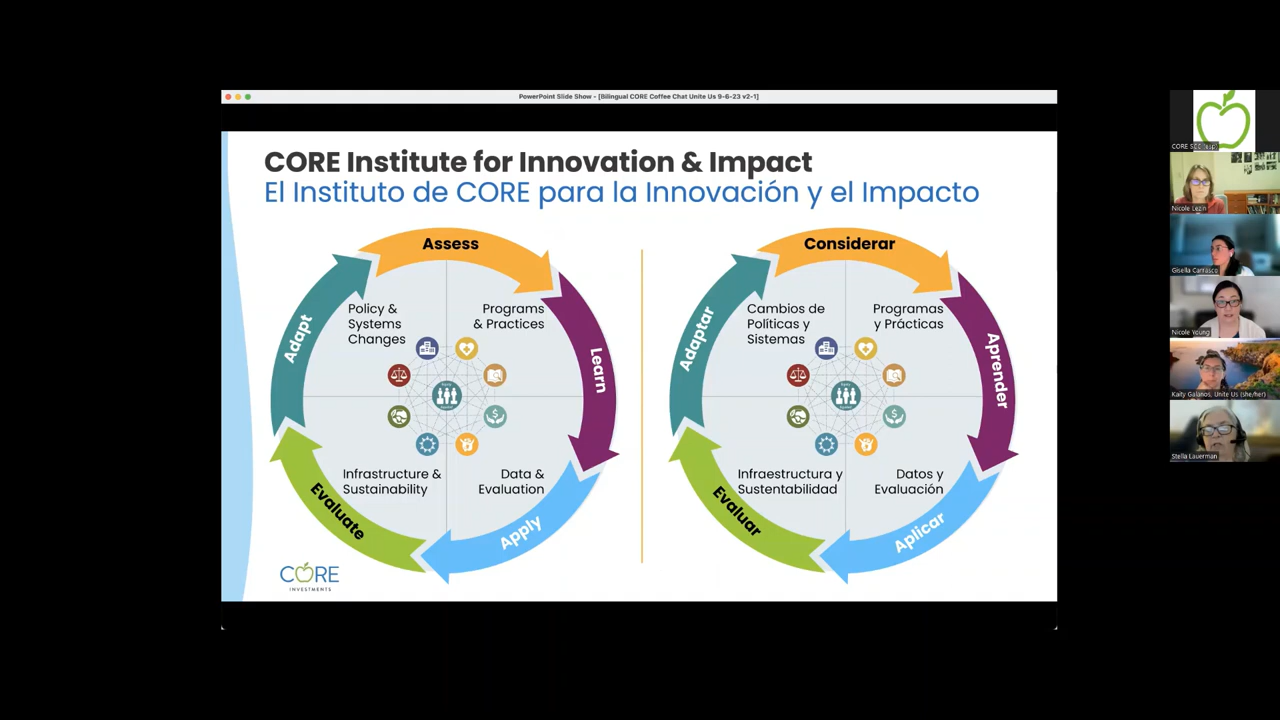 PowerPoint Slide Show - [Bilingual CORE Coffee Chat Unite Us 9-6-23 v2-1]
CORE Institute for Innovation & Impact
El Instituto de CORE para la Innovación y el Impacto
Assess
Learn
Apply
Evaluate
Adapt
Policy &
Systems
Changes
Programs
& Practices
Infrastructure &
Sustainability
Data &
Evaluation
Considerar
Aprender
Aplicar
Evaluar
Adaptar
Cambios de
Políticas y
Sistemas
Programas
y Prácticas
Infraestructura y
Sustentabilidad
Datos y
Evaluación
CORE
INVESTMENTS
CORE SCC (esp)
Nicole Lezin
Gisella Carrasco
Nicole Young
Kaity Galanos, Unite Us (she/her)
Stella Lauerman